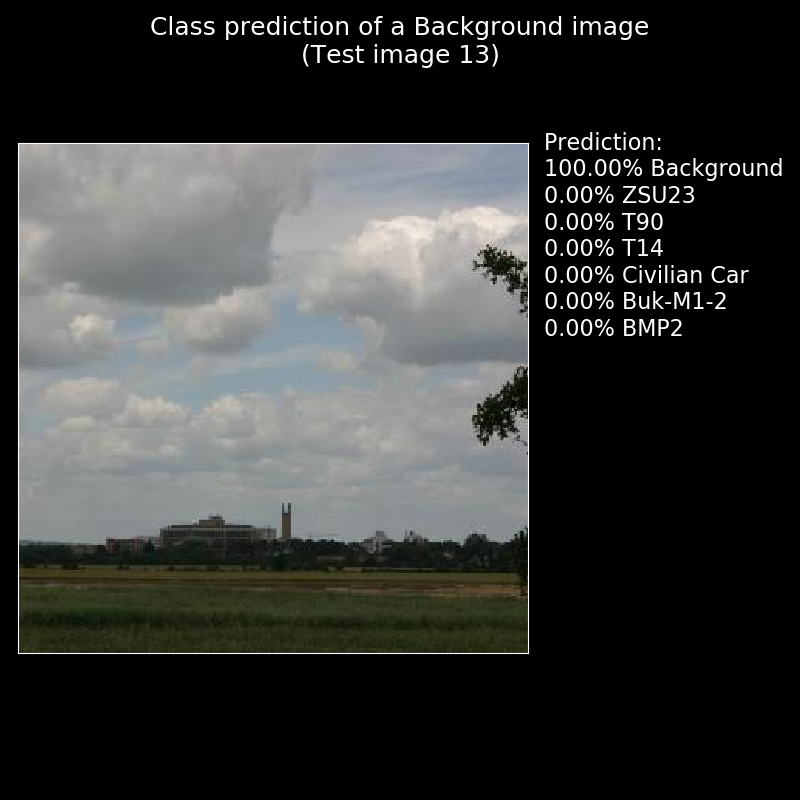 Class prediction of a Background image
(Test image 13)
Prediction:
100.00% Background
0.00% ZSU23
0.00% T90
0.00% T14
0.00% Civilian Car
0.00% Buk-M1-2
0.00% BMP2